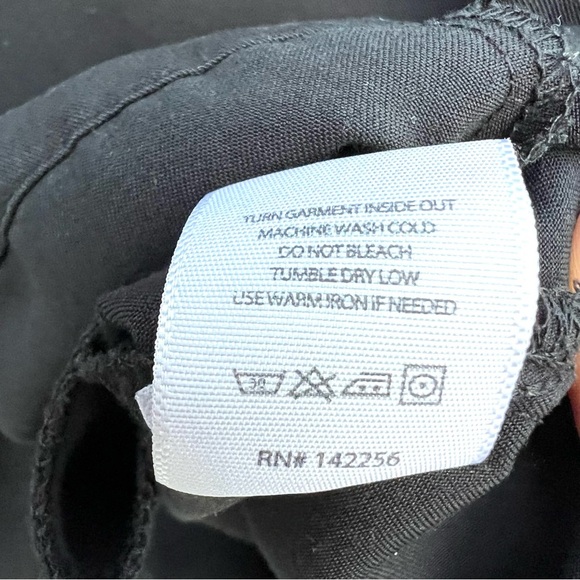 TURN GARMENT INSIDE OUT
MACHINE WASH COLD
DO NOT BLEACH
TUMBLE DRY LOW
USE WARM IRON IF NEEDED
30
RN# 142256